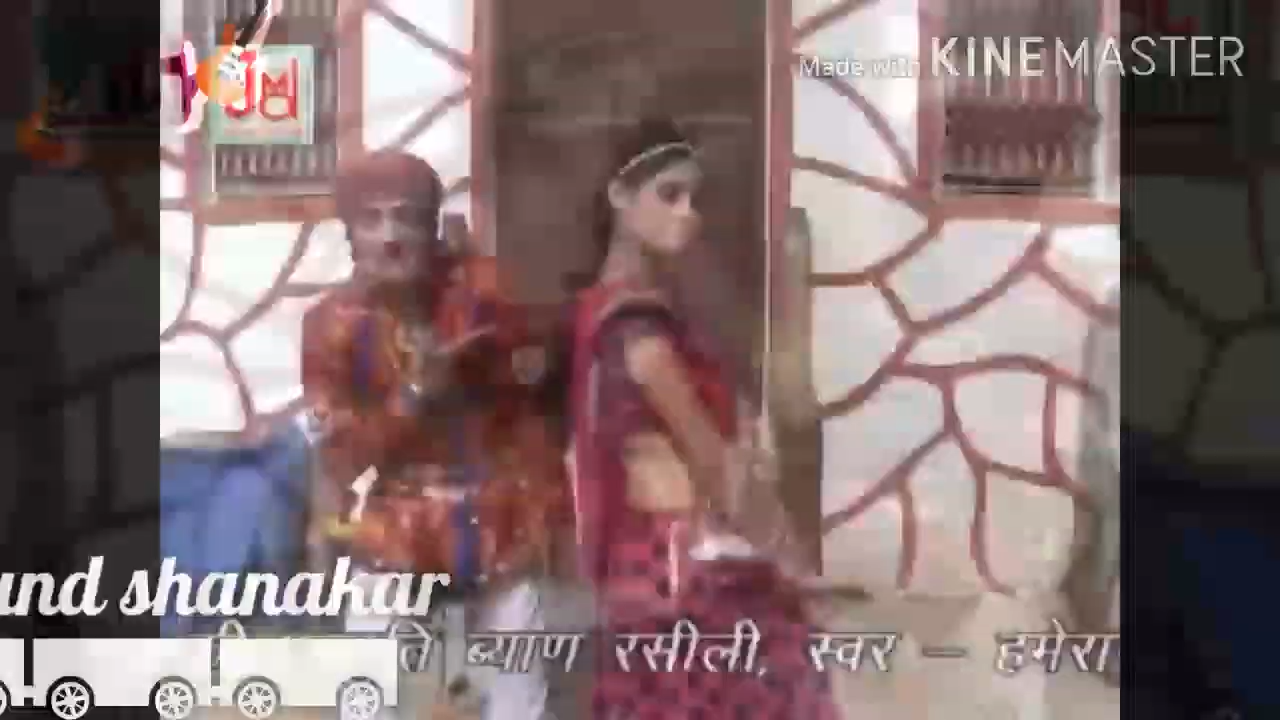 Made with KINEMASTER
und shanakar
ब्याण रसीली, स्वर – हमेरा